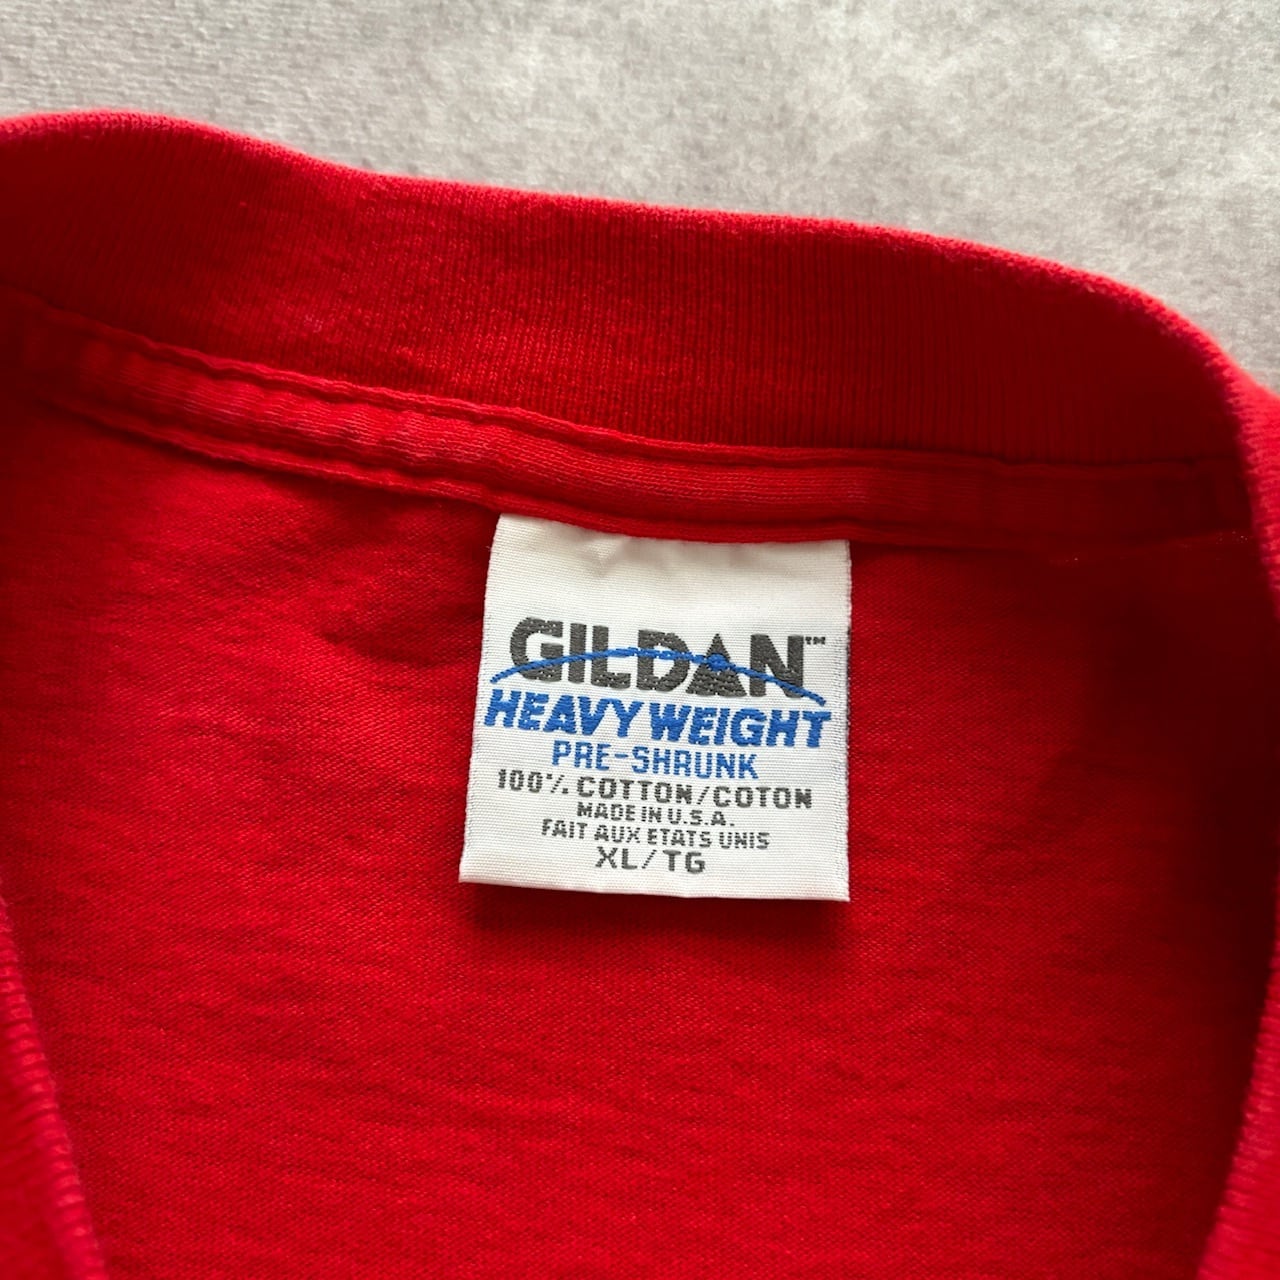 GILDAN™
HEAVY WEIGHT
PRE-SHRUNK
100% COTTON/COTON
MADE IN U.S.A.
FAIT AUX ETATS UNIS
XL/TG